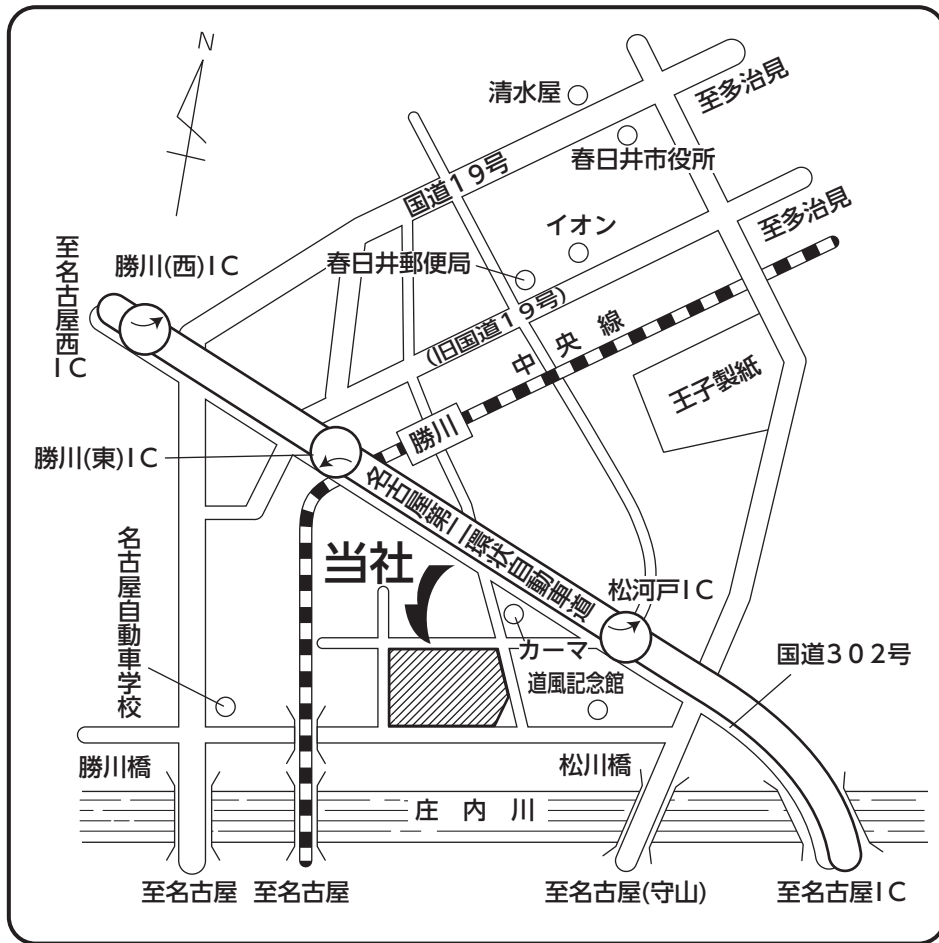 N
清水屋
至多治見
春日井市役所
国道19号
イオン
至多治見
至名古屋西IC
勝川(西)IC
春日井郵便局
(旧国道19号)
中央線
王子製紙
勝川
勝川(東)IC
名古屋第二環状自動車道
名古屋自動車学校
当社
松河戸IC
カーマ
国道302号
道風記念館
勝川橋
松川橋
庄内川
至名古屋
至名古屋
至名古屋(守山)
至名古屋IC